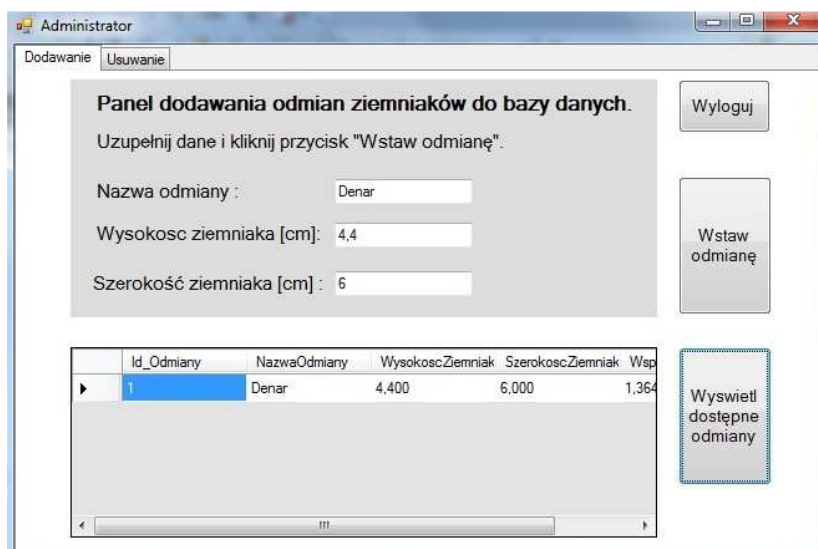 Administrator
Dodawanie Usuwanie
Panel dodawania odmian ziemniaków do bazy danych.
Uzupełnij dane i kliknij przycisk "Wstaw odmianę".
Nazwa odmiany : Denar
Wysokosc ziemniaka [cm]: 4,4
Szerokość ziemniaka [cm] : 6
Wyloguj
Wstaw
odmianę
Id_Odmiany NazwaOdmiany WysokoscZiemniak SzerokoscZiemniak Wsp
1 Denar 4,400 6,000 1,364
Wyswietl
dostępne
odmiany